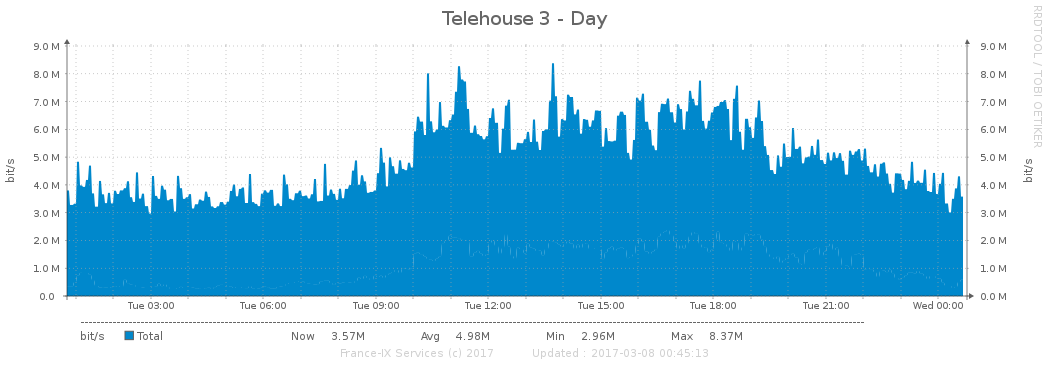 Telehouse 3 - Day
RRDTOOL / TOBI OETIKER
bit/s
bit/s
9.0 M 9.0 M
8.0 M 8.0 M
7.0 M 7.0 M
6.0 M 6.0 M
5.0 M 5.0 M
4.0 M 4.0 M
3.0 M 3.0 M
2.0 M 2.0 M
1.0 M 1.0 M
0.0 0.0 M
Tue 03:00 Tue 06:00 Tue 09:00 Tue 12:00 Tue 15:00 Tue 18:00 Tue 21:00 Wed 00:00
bit/s Total Now 3.57M Avg 4.98M Min 2.96M Max 8.37M
France-IX Services (c) 2017 Updated : 2017-03-08 00:45:13